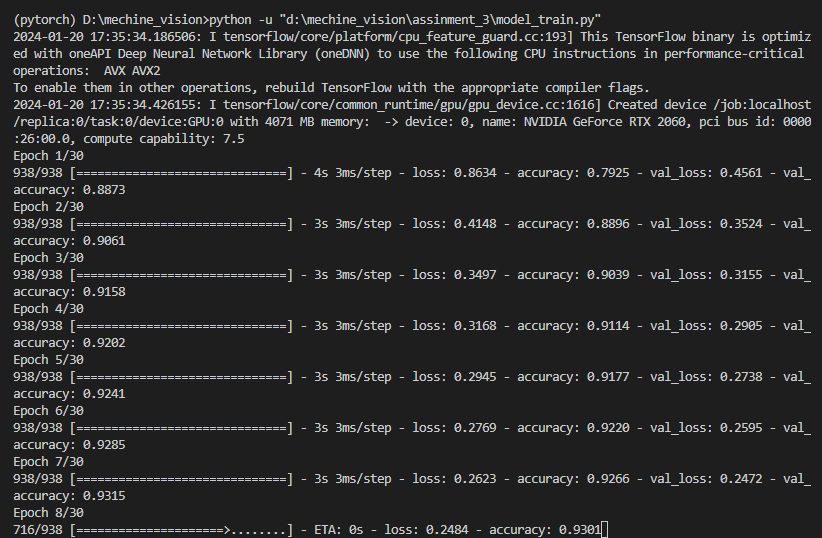 (pytorch) D:\mechine_vision>python -u "d:\mechine_vision\assinment_3\model_train.py"
2024-01-20 17:35:34.186506: I tensorflow/core/platform/cpu_feature_guard.cc:193] This TensorFlow binary is optimiz
ed with oneAPI Deep Neural Network Library (oneDNN) to use the following CPU instructions in performance-critical
operations:  AVX AVX2
To enable them in other operations, rebuild TensorFlow with the appropriate compiler flags.
2024-01-20 17:35:34.426155: I tensorflow/core/common_runtime/gpu/gpu_device.cc:1616] Created device /job:localhost
/replica:0/task:0/device:GPU:0 with 4071 MB memory:  -> device: 0, name: NVIDIA GeForce RTX 2060, pci bus id: 0000
:26:00.0, compute capability: 7.5
Epoch 1/30
938/938 [==============================] - 4s 3ms/step - loss: 0.8634 - accuracy: 0.7925 - val_loss: 0.4561 - val_
accuracy: 0.8873
Epoch 2/30
938/938 [==============================] - 3s 3ms/step - loss: 0.4148 - accuracy: 0.8896 - val_loss: 0.3524 - val_
accuracy: 0.9061
Epoch 3/30
938/938 [==============================] - 3s 3ms/step - loss: 0.3497 - accuracy: 0.9039 - val_loss: 0.3155 - val_
accuracy: 0.9158
Epoch 4/30
938/938 [==============================] - 3s 3ms/step - loss: 0.3168 - accuracy: 0.9114 - val_loss: 0.2905 - val_
accuracy: 0.9202
Epoch 5/30
938/938 [==============================] - 3s 3ms/step - loss: 0.2945 - accuracy: 0.9177 - val_loss: 0.2738 - val_
accuracy: 0.9241
Epoch 6/30
938/938 [==============================] - 3s 3ms/step - loss: 0.2769 - accuracy: 0.9220 - val_loss: 0.2595 - val_
accuracy: 0.9285
Epoch 7/30
938/938 [==============================] - 3s 3ms/step - loss: 0.2623 - accuracy: 0.9266 - val_loss: 0.2472 - val_
accuracy: 0.9315
Epoch 8/30
716/938 [=====================>........] - ETA: 0s - loss: 0.2484 - accuracy: 0.9301